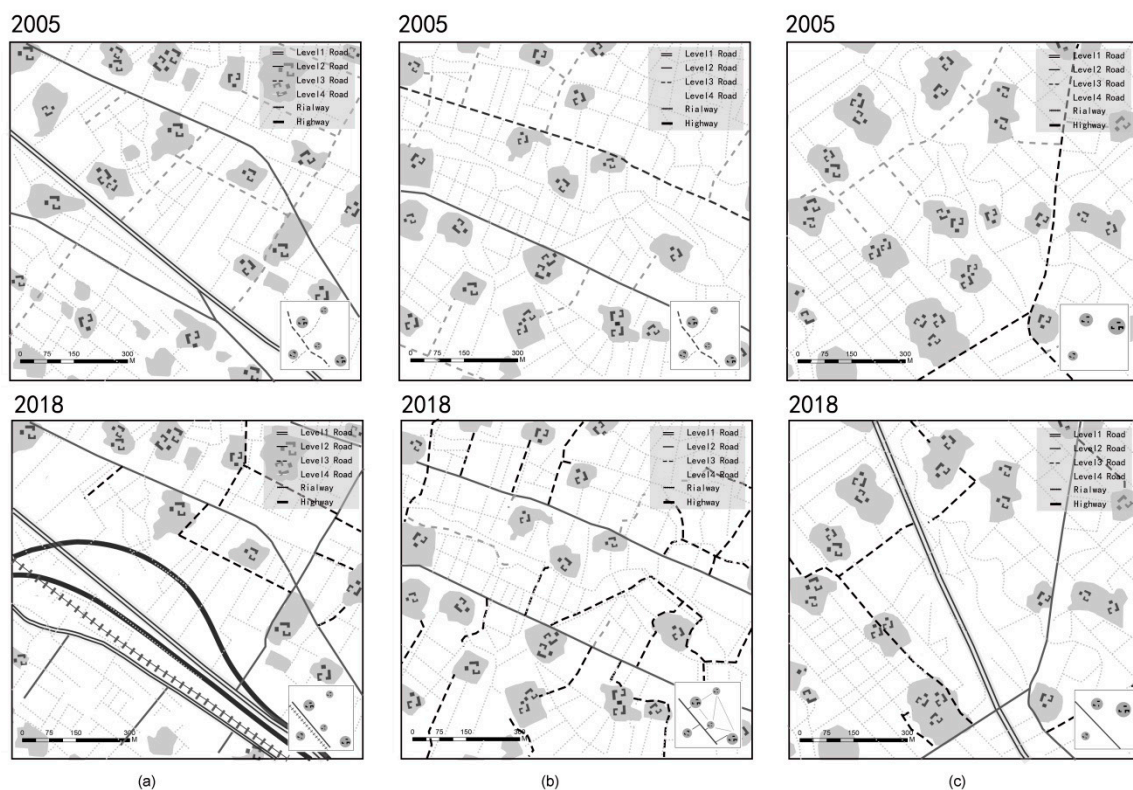 2005
Level1 Road
Level2 Road
Level3 Road
Level4 Road
Rialway
Highway
0 75 150 300
M
2005
Level1 Road
Level2 Road
Level3 Road
Level4 Road
Rialway
Highway
0 75 150 300
M
2005
Level1 Road
Level2 Road
Level3 Road
Level4 Road
Rialway
Highway
0 75 150 300
M
2018
Level1 Road
Level2 Road
Level3 Road
Level4 Road
Rialway
Highway
0 75 150 300
M
2018
Level1 Road
Level2 Road
Level3 Road
Level4 Road
Rialway
Highway
0 75 150 300
M
2018
Level1 Road
Level2 Road
Level3 Road
Level4 Road
Rialway
Highway
0 75 150 300
M
(a)
(b)
(c)